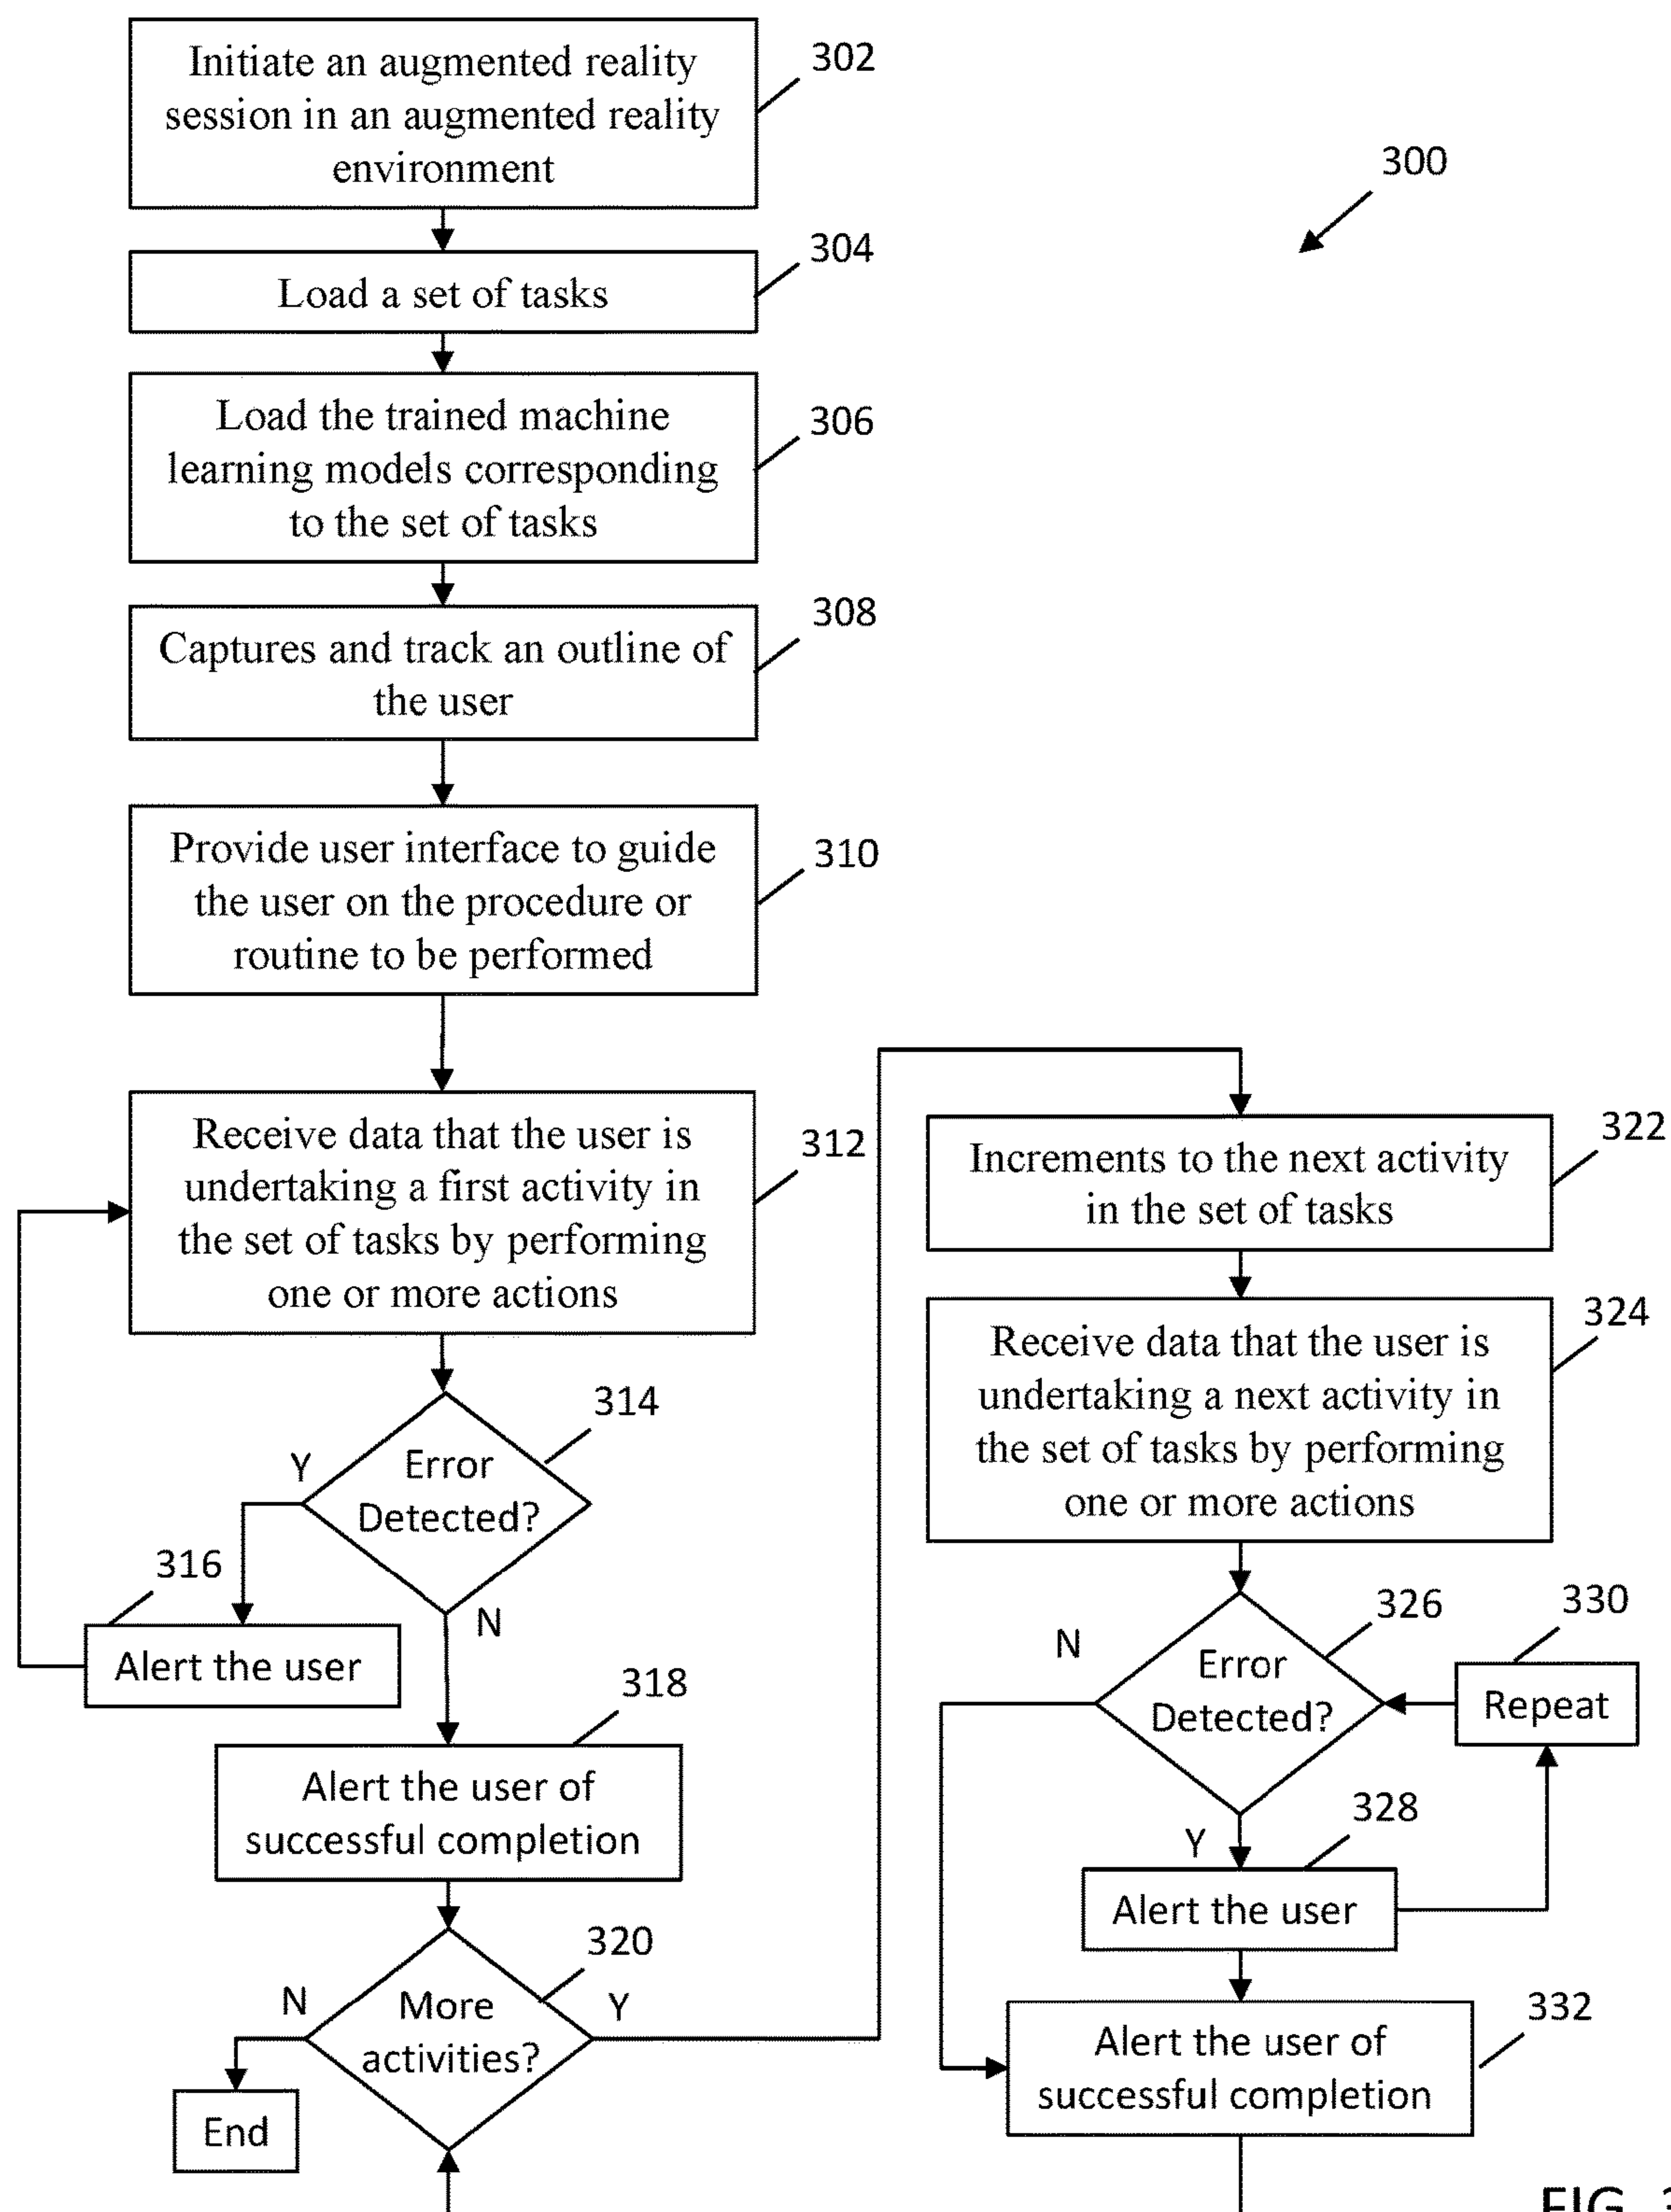 Initiate an augmented reality
session in an augmented reality
environment
302
300
304
Load a set of tasks
306
Load the trained machine
learning models corresponding
to the set of tasks
308
Captures and track an outline of
the user
310
Provide user interface to guide
the user on the procedure or
routine to be performed
312
Receive data that the user is
undertaking a first activity in
the set of tasks by performing
one or more actions
314
Y
Error
Detected?
N
316
Alert the user
318
Alert the user of
successful completion
320
N
More
activities?
Y
End
322
Increments to the next activity
in the set of tasks
324
Receive data that the user is
undertaking a next activity in
the set of tasks by performing
one or more actions
326
N
Error
Detected?
330
Repeat
328
Y
Alert the user
332
Alert the user of
successful completion
FIG. 3